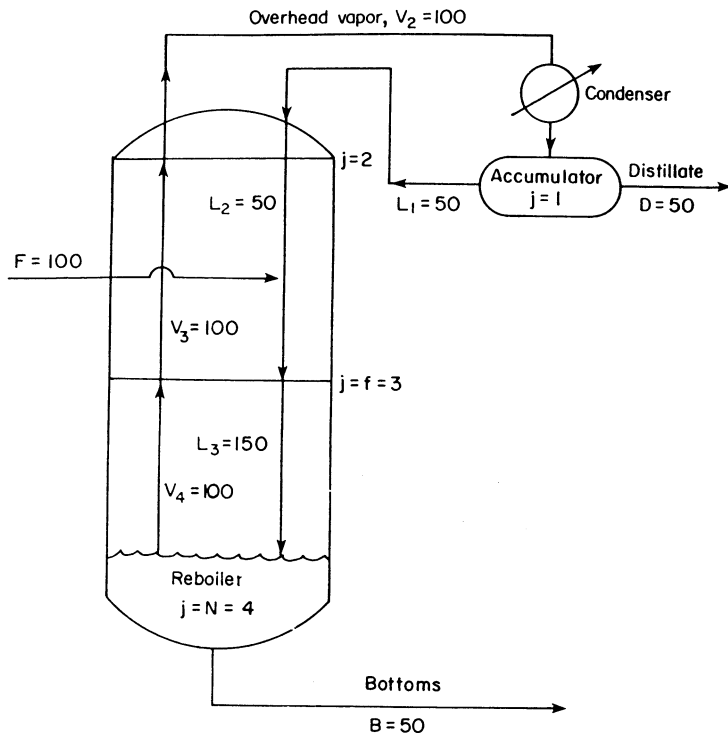 Overhead vapor, V₂=100
Condenser
j=2
Accumulator
j=1
Distillate
D=50
L₁=50
L₂=50
F=100
V₃=100
j=f=3
L₃=150
V₄=100
Reboiler
j=N=4
Bottoms
B=50